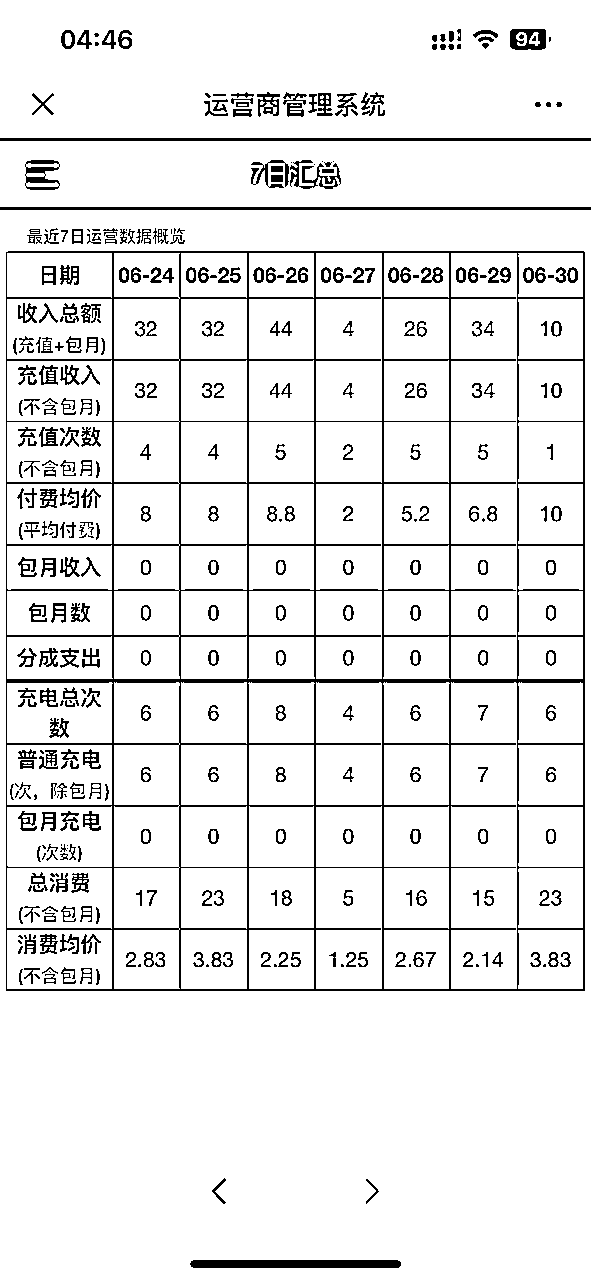 04:46
94
运营商管理系统
7日汇总
最近7日运营数据概览
日期 06-24 06-25 06-26 06-27 06-28 06-29 06-30
收入总额
(充值+包月) 32 32 44 4 26 34 10
充值收入
(不含包月) 32 32 44 4 26 34 10
充值次数
(不含包月) 4 4 5 2 5 5 1
付费均价
(平均付费) 8 8 8.8 2 5.2 6.8 10
包月收入 0 0 0 0 0 0 0
包月数 0 0 0 0 0 0 0
分成支出 0 0 0 0 0 0 0
充电总次
数 6 6 8 4 6 7 6
普通充电
(次，除包月) 6 6 8 4 6 7 6
包月充电
(次数) 0 0 0 0 0 0 0
总消费
(不含包月) 17 23 18 5 16 15 23
消费均价
(不含包月) 2.83 3.83 2.25 1.25 2.67 2.14 3.83